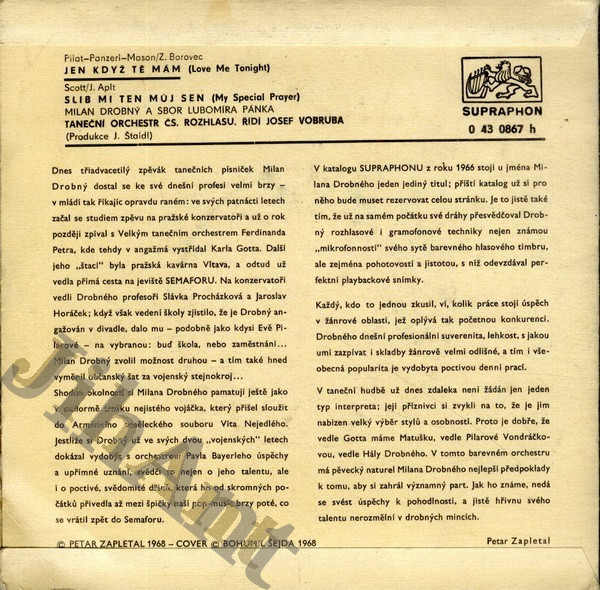 Pilat–Panzeri–Mason/Z. Borovec
JEN KDYŽ TĚ MÁM (Love Me Tonight)
Scott/J. Aplt
SLIB MI TEN MŮJ SEN (My Special Prayer)
MILAN DROBNÝ A SBOR LUBOMÍRA PÁNKA
TANEČNÍ ORCHESTR ČS. ROZHLASU, ŘÍDÍ JOSEF VOBRUBA
(Produkce J. Štaidl)
SUPRAPHON
0 43 0867 h
Dnes třiadvacetilý zpěvák tanečních písniček Milan
Drobný dostal se ke své dnešní profesi velmi brzy –
v mládí tak říkajíc opravdu raném: ve svých patnácti letech
začal se studiem zpěvu na pražské konzervatoři a už o rok
později zpíval s Velkým tanečním orchestrem Ferdinanda
Petra, kde tehdy v angažmá vystřídal Karla Gotta. Další
jeho „štací" byla pražská kavárna Vltava, a odtud už
vedla přímá cesta na jeviště SEMAFORU. Na konzervatoři
vedli Drobného profesoři Slávka Procházková a Jaroslav
Horáček; když však vedení školy zjistilo, že je Drobný an-
gažován v divadle, dalo mu – podobně jako kdysi Evě Pi-
larové – na vybranou: buď škola, nebo zaměstnání...
Milan Drobný zvolil možnost druhou – a tím také hned
vyměnil občanský šat za vojenský stejnokroj...
Shodou okolností si Milana Drobného pamatuji ještě jako
v uniformě trošku nejistého vojáčka, který přišel sloužit
do Armádního uměleckého souboru Víta Nejedlého.
Jestliže si Drobný už ve svých dvou „vojenských" letech
dokázal vydobýt s orchestrem Pavla Bayerleho úspěchy
a upřímné uznání, svědčí to nejen o jeho talentu, ale
i o poctivé, svědomité dřině, která ho od skromných po-
čátků přivedla až mezi špičky naší pop-music brzy poté, co
se vrátil zpět do Semaforu.
V katalogu SUPRAPHONU z roku 1966 stojí u jména Mi-
lana Drobného jeden jediný titul; příští katalog už si pro
něho bude muset rezervovat celou stránku. Je to jistě také
tím, že už na samém počátku své dráhy přesvědčoval Drob-
ný rozhlasové i gramofonové techniky nejen známou
„mikrofonností" svého sytě barevného hlasového timbru,
ale zejména pohotovostí a jistotou, s níž odevzdával per-
fektní playbackové snímky.
Každý, kdo to jednou zkusil, ví, kolik práce stojí úspěch
v žánrové oblasti, jež oplývá tak početnou konkurencí.
Drobného dnešní profesionální suverenita, lehkost, s jakou
umí zazpívat i skladby žánrově velmi odlišné, a tím i vše-
obecná popularita je vydobyta poctivou denní prací.
V taneční hudbě už dnes zdaleka není žádán jen jeden
typ interpreta; její příznivci si zvykli na to, že je jim
nabízen velký výběr stylů a osobností. Proto je dobře, že
vedle Gotta máme Matušku, vedle Pilarové Vondráčko-
vou, vedle Hály Drobného. V tomto barevném orchestru
má pěvecký naturel Milana Drobného nejlepší předpoklady
k tomu, aby si zahrál významný part. Jak ho známe, nedá
se svést úspěchy k pohodlnosti, a jistě hřivnu svého
talentu nerozmělní v drobných mincích.
© PETAR ZAPLETAL 1968 – COVER © BOHUMIL ŠEJDA 1968
Petar Zapletal